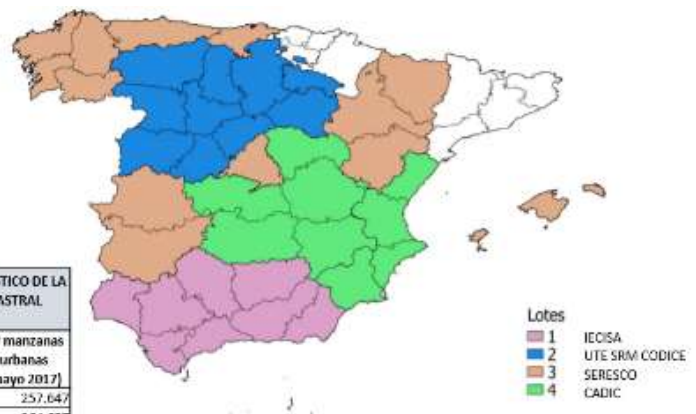 TICO DE LA
ASTRAL
manzanas
urbanas
mayo 2017)
257.647
Lotes
1 IECISA
2 UTE SRM CODICE
3 SERESCO
4 CADIC